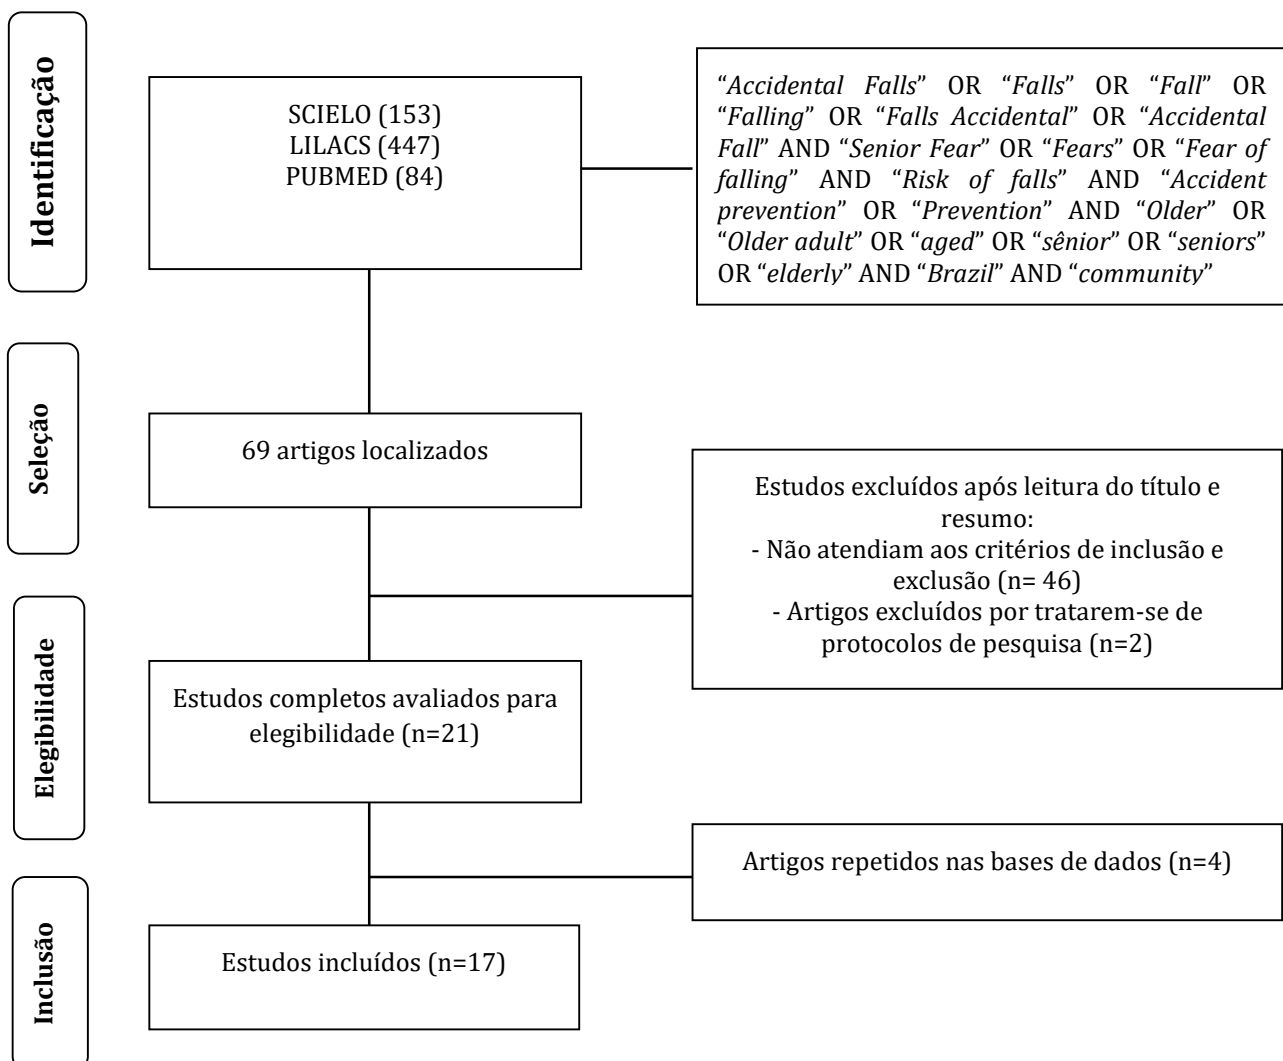 Identificação
SCIELO (153)
LILACS (447)
PUBMED (84)
“Accidental Falls” OR “Falls” OR “Fall” OR
“Falling” OR “Falls Accidental” OR “Accidental
Fall” AND “Senior Fear” OR “Fears” OR “Fear of
falling” AND “Risk of falls” AND “Accident
prevention” OR “Prevention” AND “Older” OR
“Older adult” OR “aged” OR “sênior” OR “seniors”
OR “elderly” AND “Brazil” AND “community”
Seleção
69 artigos localizados
Estudos excluídos após leitura do título e
resumo:
- Não atendiam aos critérios de inclusão e
exclusão (n= 46)
- Artigos excluídos por tratarem-se de
protocolos de pesquisa (n=2)
Elegibilidade
Estudos completos avaliados para
elegibilidade (n=21)
Artigos repetidos nas bases de dados (n=4)
Inclusão
Estudos incluídos (n=17)